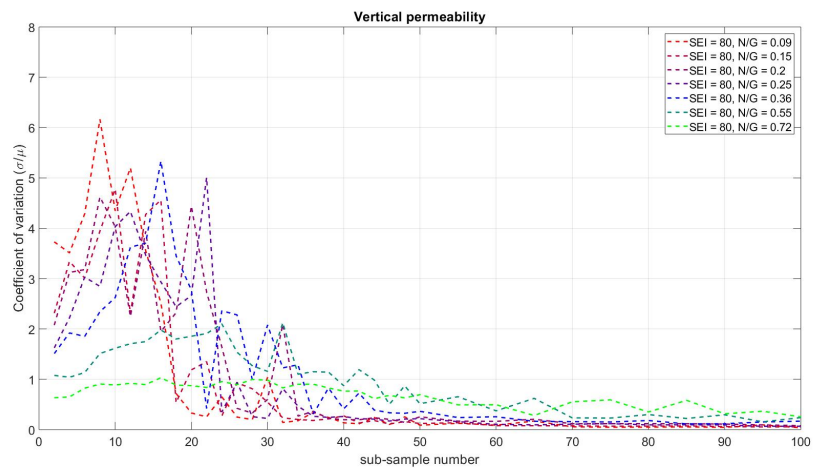 Vertical permeability
8
7
6
5
4
3
2
1
0
Coefficient of variation (σ/μ)
SEI = 80, N/G = 0.09
SEI = 80, N/G = 0.15
SEI = 80, N/G = 0.2
SEI = 80, N/G = 0.25
SEI = 80, N/G = 0.36
SEI = 80, N/G = 0.55
SEI = 80, N/G = 0.72
0 10 20 30 40 50 60 70 80 90 100
sub-sample number